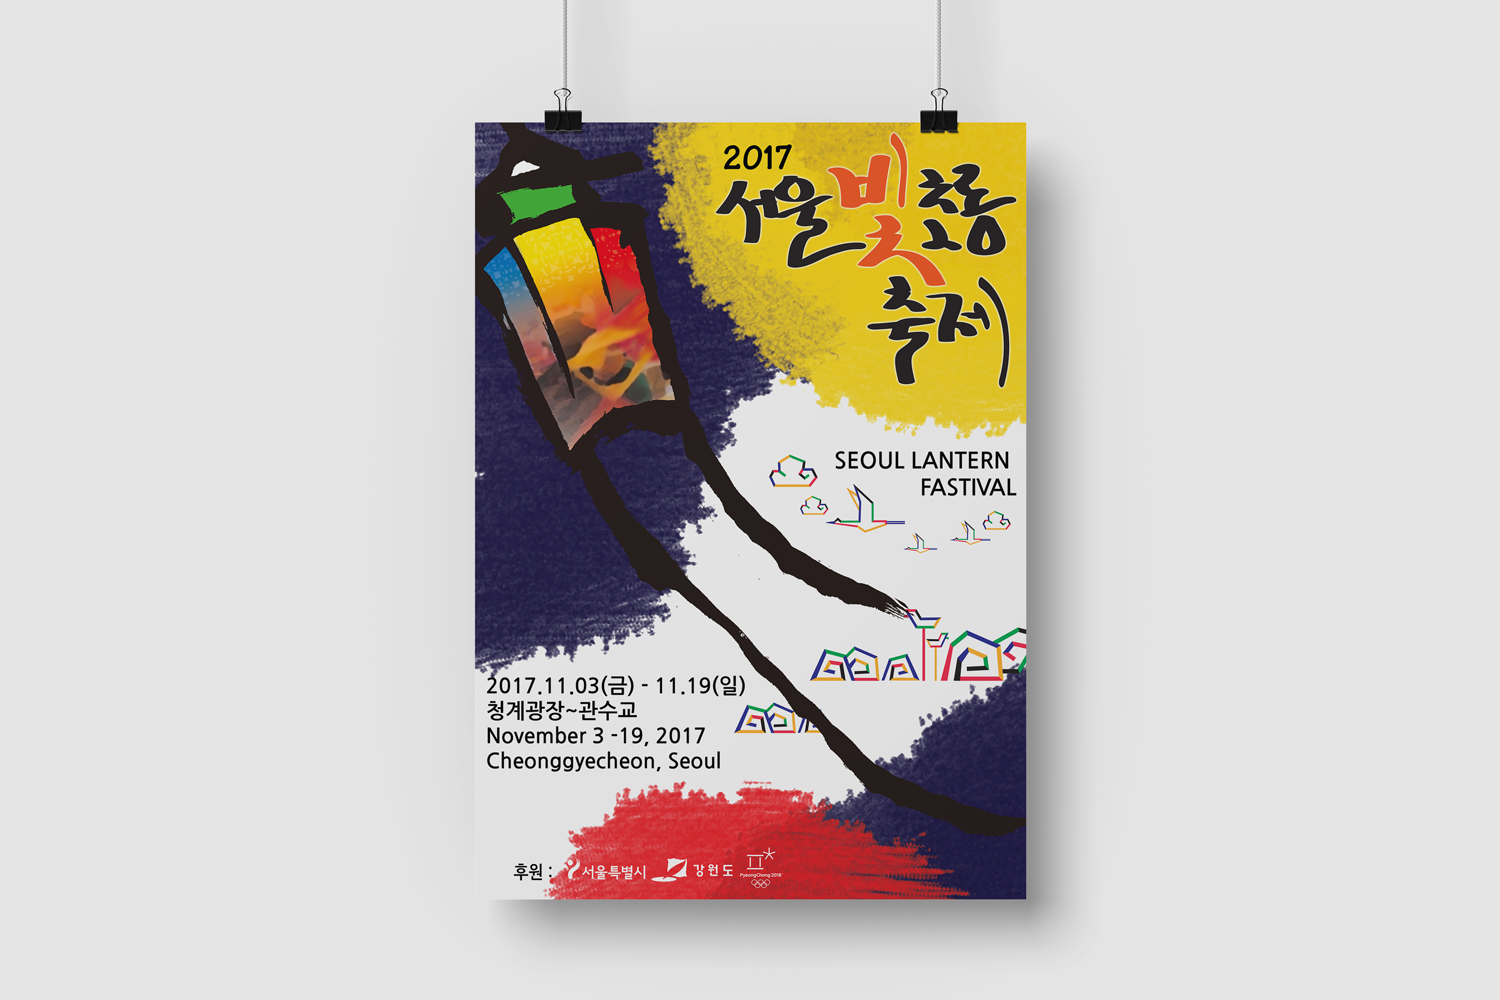 2017
서울빛초롱
축제
SEOUL LANTERN
FASTIVAL
2017.11.03(금) - 11.19(일)
청계광장~관수교
November 3 -19, 2017
Cheonggyecheon, Seoul
후원 : 서울특별시 강원도 PyeongChang 2018